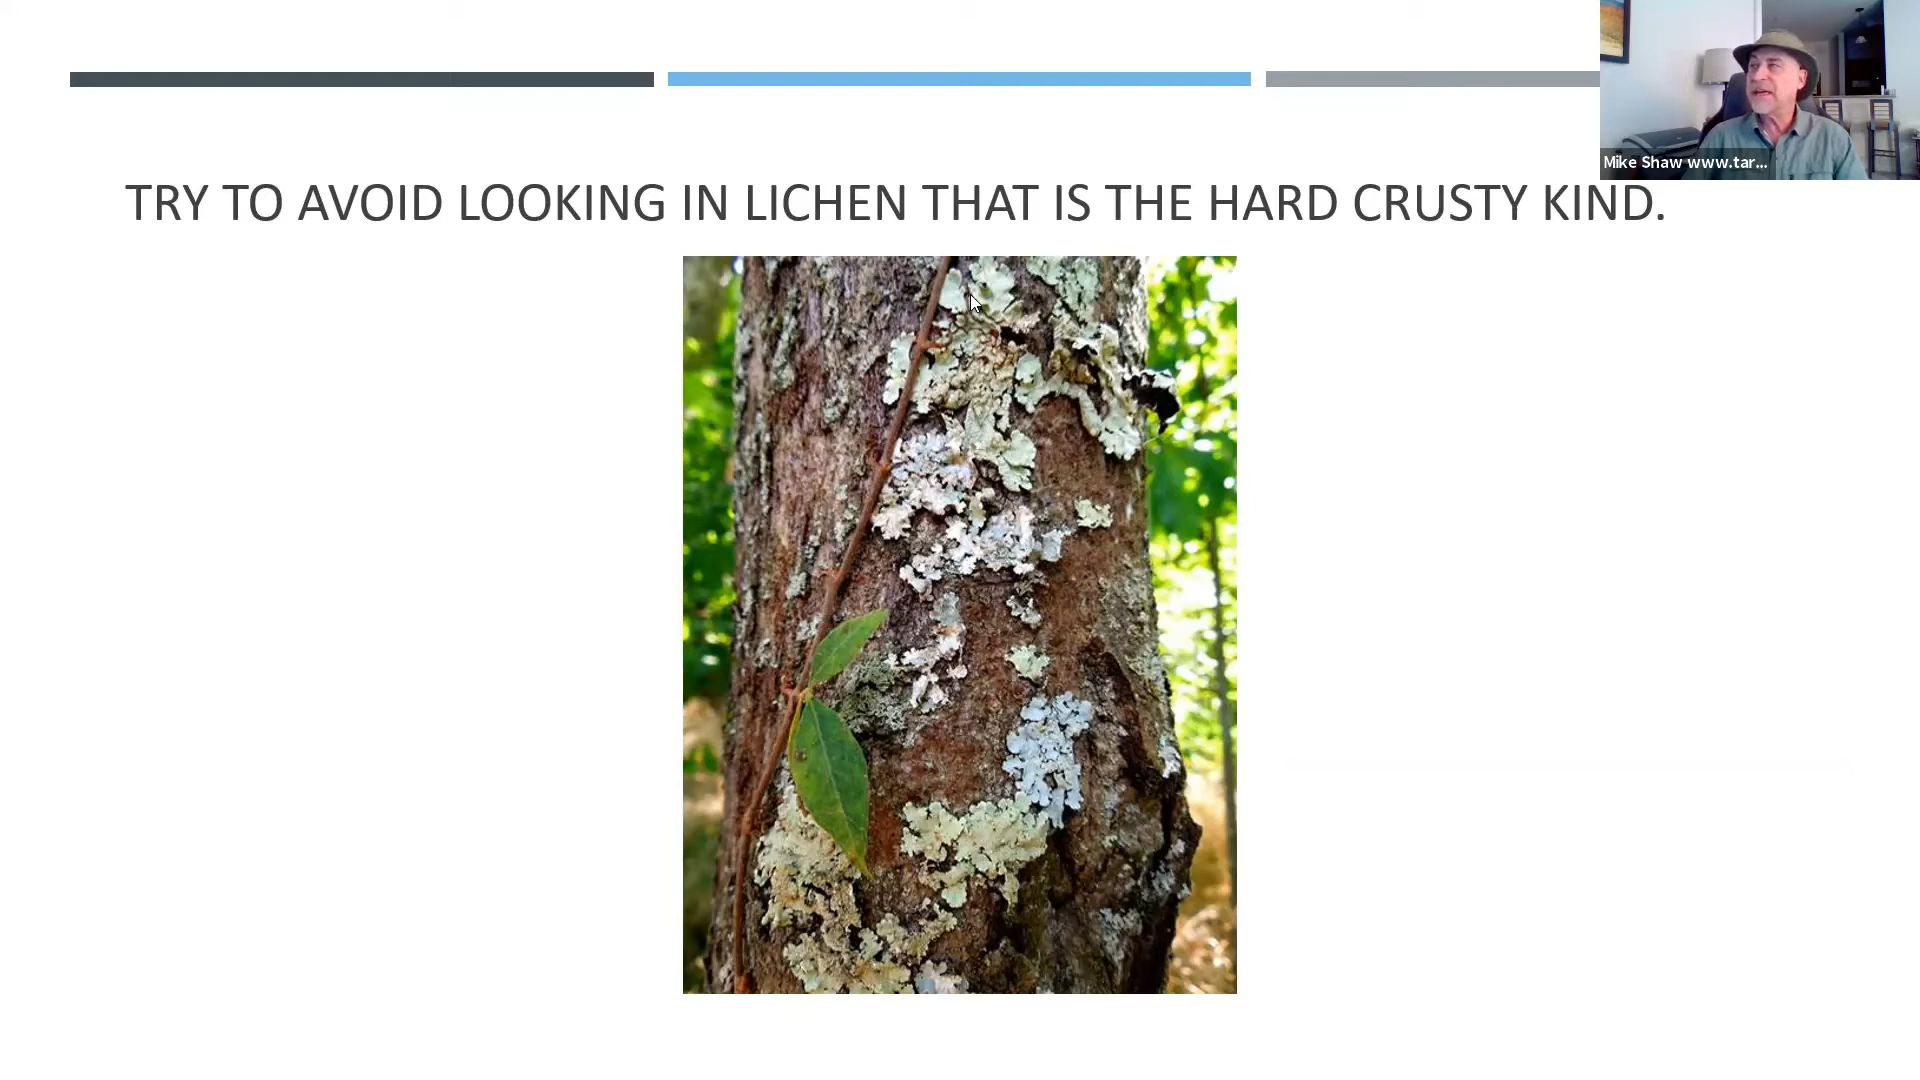 Mike Shaw www.tar...
TRY TO AVOID LOOKING IN LICHEN THAT IS THE HARD CRUSTY KIND.